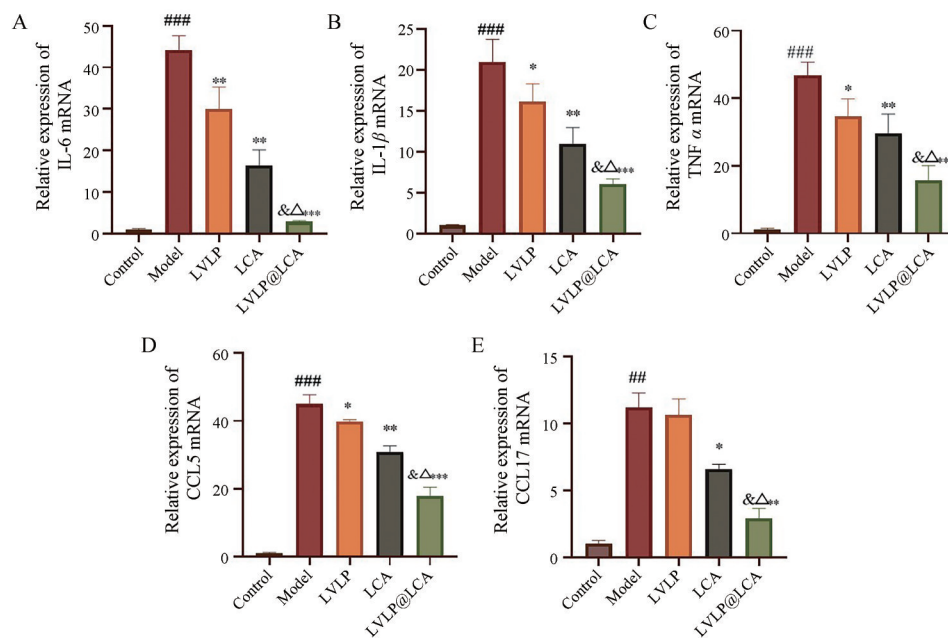 A
Relative expression of
IL-6 mRNA
50
40
30
20
10
0
###
**
**
&△***
Control
Model
LVLP
LCA
LVLP@LCA
B
Relative expression of
IL-1β mRNA
25
20
15
10
5
0
###
*
**
&△***
Control
Model
LVLP
LCA
LVLP@LCA
C
Relative expression of
TNF α mRNA
60
40
20
0
###
*
**
&△**
Control
Model
LVLP
LCA
LVLP@LCA
D
Relative expression of
CCL5 mRNA
60
40
20
0
###
*
**
&△***
Control
Model
LVLP
LCA
LVLP@LCA
E
Relative expression of
CCL17 mRNA
15
10
5
0
##
*
&△**
Control
Model
LVLP
LCA
LVLP@LCA